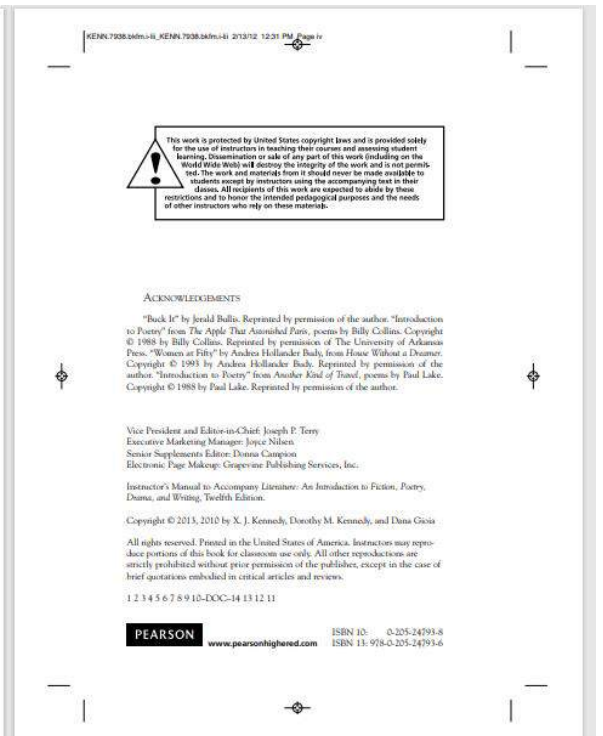 KENN.7938.bkfm.i-lii_KENN.7938.bkfm.i-lii 2/13/12 12:31 PM Page iv
This work is protected by United States copyright laws and is provided solely
for the use of instructors in teaching their courses and assessing student
learning. Dissemination or sale of any part of this work (including on the
World Wide Web) will destroy the integrity of the work and is not permit-
ted. The work and materials from it should never be made available to
students except by instructors using the accompanying text in their
classes. All recipients of this work are expected to abide by these
restrictions and to honor the intended pedagogical purposes and the needs
of other instructors who rely on these materials.
ACKNOWLEDGEMENTS
"Buck It" by Jerald Bullis. Reprinted by permission of the author. "Introduction
to Poetry" from The Apple That Astonished Paris, poems by Billy Collins. Copyright
© 1988 by Billy Collins. Reprinted by permission of The University of Arkansas
Press. "Women at Fifty" by Andrea Hollander Budy, from House Without a Dreamer.
Copyright © 1993 by Andrea Hollander Budy. Reprinted by permission of the
author. "Introduction to Poetry" from Another Kind of Travel, poems by Paul Lake.
Copyright © 1988 by Paul Lake. Reprinted by permission of the author.
Vice President and Editor-in-Chief: Joseph P. Terry
Executive Marketing Manager: Joyce Nilsen
Senior Supplements Editor: Donna Campion
Electronic Page Makeup: Grapevine Publishing Services, Inc.
Instructor's Manual to Accompany Literature: An Introduction to Fiction, Poetry,
Drama, and Writing, Twelfth Edition.
Copyright © 2013, 2010 by X. J. Kennedy, Dorothy M. Kennedy, and Dana Gioia
All rights reserved. Printed in the United States of America. Instructors may repro-
duce portions of this book for classroom use only. All other reproductions are
strictly prohibited without prior permission of the publisher, except in the case of
brief quotations embodied in critical articles and reviews.
1 2 3 4 5 6 7 8 9 10–DOC–14 13 12 11
PEARSON
www.pearsonhighered.com
ISBN 10: 0-205-24793-8
ISBN 13: 978-0-205-24793-6